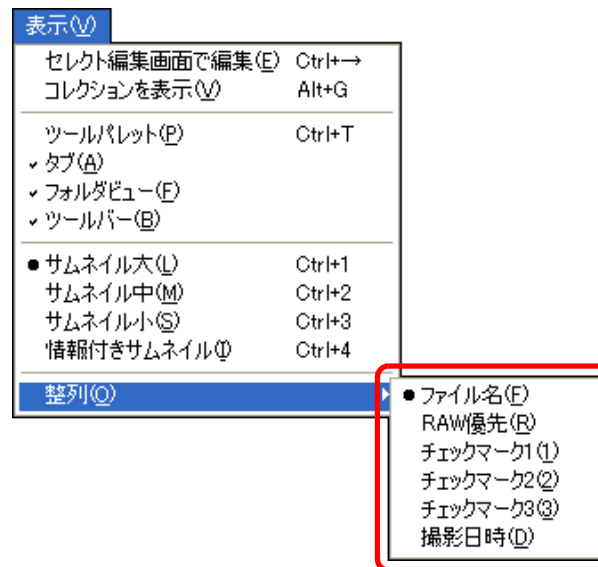 表示(V)
セレクト編集画面で編集(E) Ctrl+→
コレクションを表示(V) Alt+G
ツールパレット(P) Ctrl+T
タブ(A)
フォルダビュー(F)
ツールバー(B)
サムネイル大(L) Ctrl+1
サムネイル中(M) Ctrl+2
サムネイル小(S) Ctrl+3
情報付きサムネイル(I) Ctrl+4
整列(O)
ファイル名(F)
RAW優先(R)
チェックマーク1(1)
チェックマーク2(2)
チェックマーク3(3)
撮影日時(D)